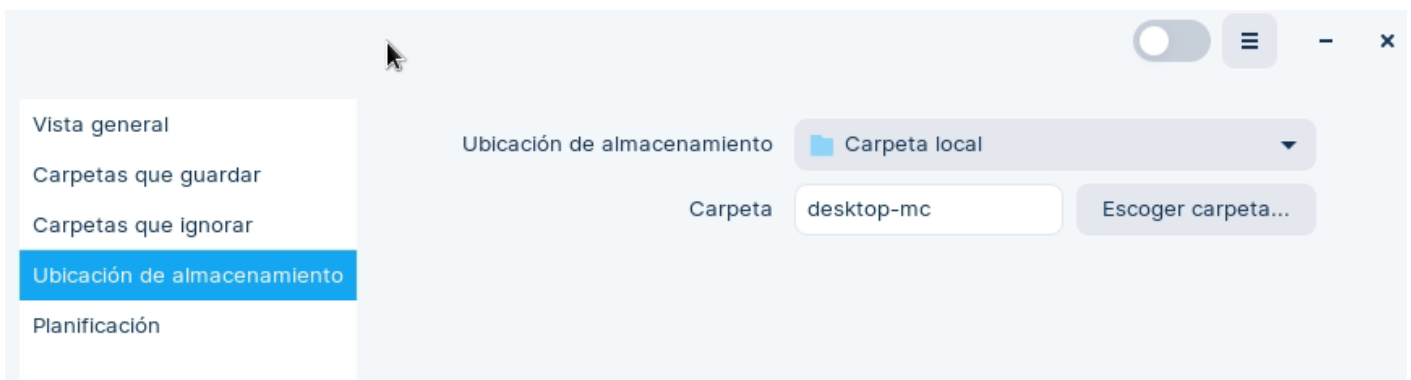 Vista general
Carpetas que guardar
Carpetas que ignorar
Ubicación de almacenamiento
Planificación
Ubicación de almacenamiento Carpeta local
Carpeta desktop-mc Escoger carpeta...